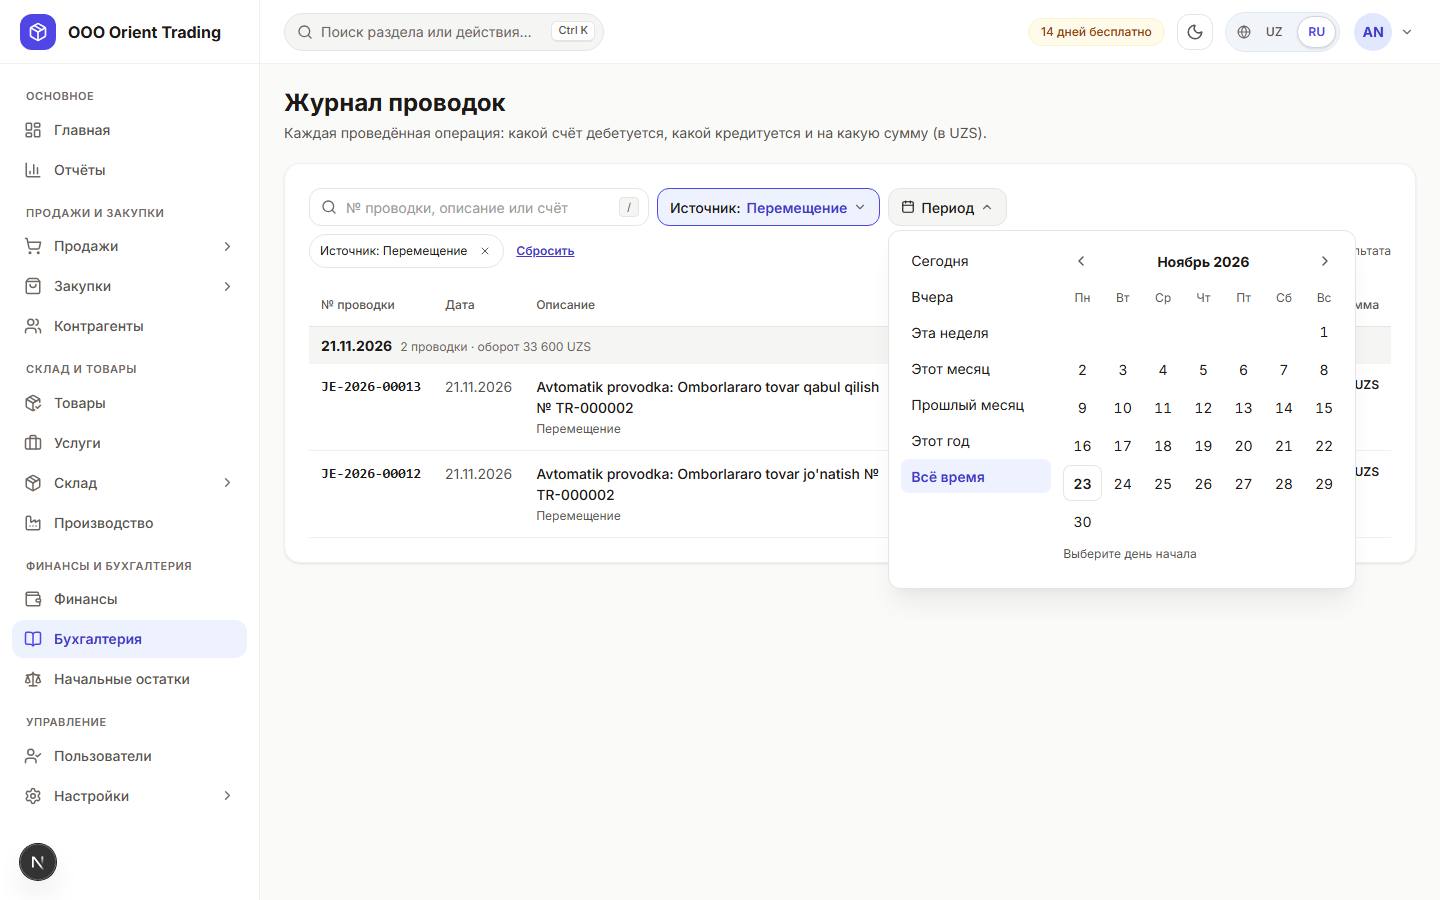 OOO Orient Trading
Поиск раздела или действия...
Ctrl K
14 дней бесплатно
UZ
RU
AN
ОСНОВНОЕ
Главная
Отчёты
ПРОДАЖИ И ЗАКУПКИ
Продажи
Закупки
Контрагенты
СКЛАД И ТОВАРЫ
Товары
Услуги
Склад
Производство
ФИНАНСЫ И БУХГАЛТЕРИЯ
Финансы
Бухгалтерия
Начальные остатки
УПРАВЛЕНИЕ
Пользователи
Настройки
N
Журнал проводок
Каждая проведённая операция: какой счёт дебетуется, какой кредитуется и на какую сумму (в UZS).
№ проводки, описание или счёт
/
Источник: Перемещение
Период
Источник: Перемещение
Сбросить
№ проводки Дата Описание
21.11.2026 2 проводки · оборот 33 600 UZS
JE-2026-00013 21.11.2026 Avtomatik provodka: Omborlararo tovar qabul qilish
№ TR-000002
Перемещение
UZS
JE-2026-00012 21.11.2026 Avtomatik provodka: Omborlararo tovar jo'natish №
TR-000002
Перемещение
UZS
Сегодня
Вчера
Эта неделя
Этот месяц
Прошлый месяц
Этот год
Всё время
Ноябрь 2026
Пн Вт Ср Чт Пт Сб Вс
1
2 3 4 5 6 7 8
9 10 11 12 13 14 15
16 17 18 19 20 21 22
23 24 25 26 27 28 29
30
Выберите день начала